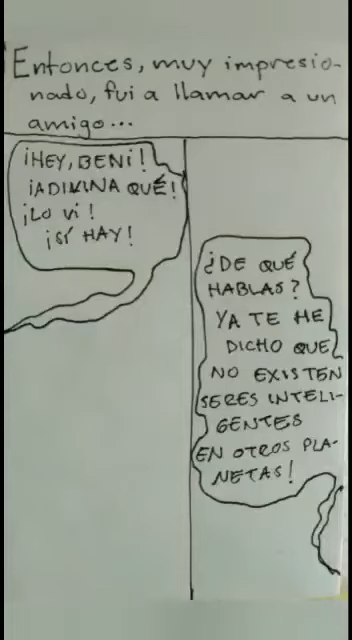 Entonces, muy impresio-
nado, fui a llamar a un
amigo...
¡HEY, BENI!
¡ADIVINA QUÉ!
¡LO VI!
¡SÍ HAY!
¿DE QUÉ
HABLAS?
YA TE HE
DICHO QUE
NO EXISTEN
SERES INTELI-
GENTES
EN OTROS PLA-
NETAS!